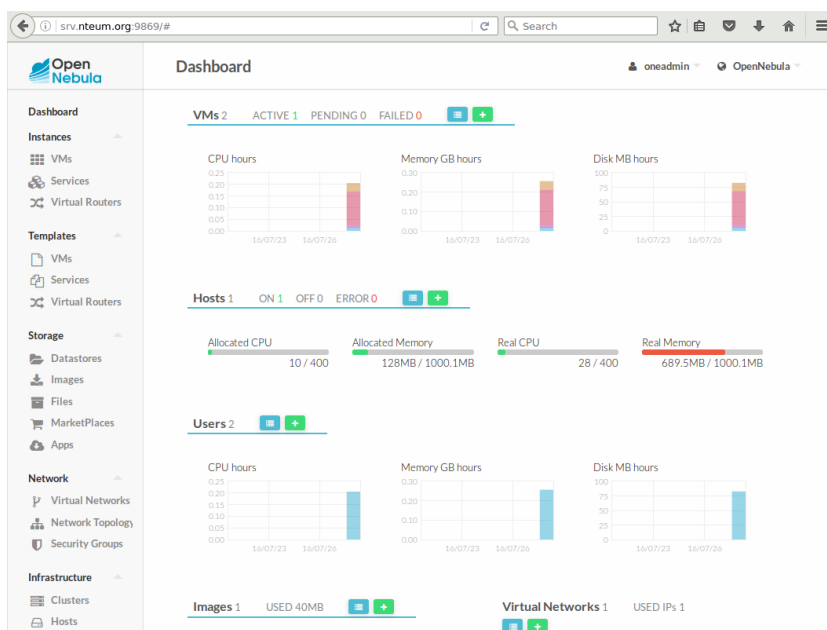 srv.nteum.org:9869/#
Search
Open
Nebula
Dashboard
oneadmin
OpenNebula
Dashboard
Instances
VMs
Services
Virtual Routers
Templates
VMs
Services
Virtual Routers
Storage
Datastores
Images
Files
MarketPlaces
Apps
Network
Virtual Networks
Network Topology
Security Groups
Infrastructure
Clusters
Hosts
VMs 2 ACTIVE 1 PENDING 0 FAILED 0
CPU hours
0.25
0.20
0.15
0.10
0.05
0.00
16/07/23 16/07/26
Memory GB hours
0.30
0.20
0.10
0.00
16/07/23 16/07/26
Disk MB hours
100
75
50
25
0
16/07/23 16/07/26
Hosts 1 ON 1 OFF 0 ERROR 0
Allocated CPU
10 / 400
Allocated Memory
128MB / 1000.1MB
Real CPU
28 / 400
Real Memory
689.5MB / 1000.1MB
Users 2
CPU hours
0.25
0.20
0.15
0.10
0.05
0.00
16/07/23 16/07/26
Memory GB hours
0.30
0.20
0.10
0.00
16/07/23 16/07/26
Disk MB hours
100
75
50
25
0
16/07/23 16/07/26
Images 1 USED 40MB
Virtual Networks 1 USED IPs 1